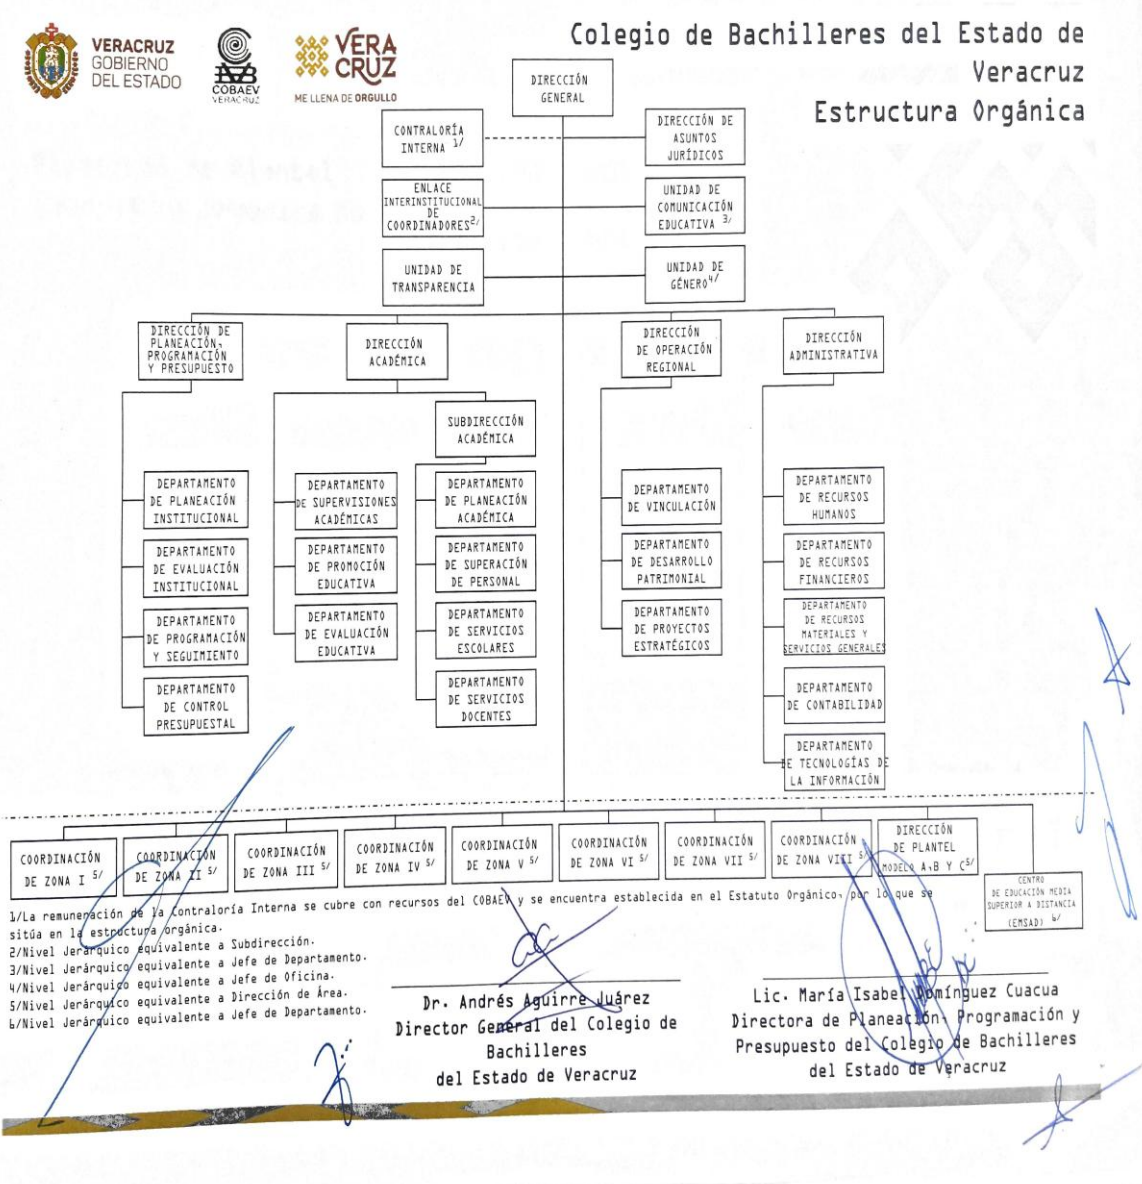 VERACRUZ
GOBIERNO
DEL ESTADO
COBAEV
VERACRUZ
VERA
CRUZ
ME LLENA DE ORGULLO
Colegio de Bachilleres del Estado de
Veracruz
Estructura Orgánica
DIRECCIÓN
GENERAL
CONTRALORÍA
INTERNA 1/
DIRECCIÓN DE
ASUNTOS
JURÍDICOS
ENLACE
INTERINSTITUCIONAL
DE
COORDINADORES2/
UNIDAD DE
COMUNICACIÓN
EDUCATIVA 3/
UNIDAD DE
TRANSPARENCIA
UNIDAD DE
GÉNERO4/
DIRECCIÓN DE
PLANEACIÓN,
PROGRAMACIÓN
Y PRESUPUESTO
DIRECCIÓN
ACADÉMICA
DIRECCIÓN
DE OPERACIÓN
REGIONAL
DIRECCIÓN
ADMINISTRATIVA
SUBDIRECCIÓN
ACADÉMICA
DEPARTAMENTO
DE PLANEACIÓN
INSTITUCIONAL
DEPARTAMENTO
DE SUPERVISIONES
ACADÉMICAS
DEPARTAMENTO
DE PLANEACIÓN
ACADÉMICA
DEPARTAMENTO
DE VINCULACIÓN
DEPARTAMENTO
DE RECURSOS
HUMANOS
DEPARTAMENTO
DE EVALUACIÓN
INSTITUCIONAL
DEPARTAMENTO
DE PROMOCIÓN
EDUCATIVA
DEPARTAMENTO
DE SUPERACIÓN
DE PERSONAL
DEPARTAMENTO
DE DESARROLLO
PATRIMONIAL
DEPARTAMENTO
DE RECURSOS
FINANCIEROS
DEPARTAMENTO
DE PROGRAMACIÓN
Y SEGUIMIENTO
DEPARTAMENTO
DE EVALUACIÓN
EDUCATIVA
DEPARTAMENTO
DE SERVICIOS
ESCOLARES
DEPARTAMENTO
DE PROYECTOS
ESTRATÉGICOS
DEPARTAMENTO
DE RECURSOS
MATERIALES Y
SERVICIOS GENERALES
DEPARTAMENTO
DE CONTROL
PRESUPUESTAL
DEPARTAMENTO
DE SERVICIOS
DOCENTES
DEPARTAMENTO
DE CONTABILIDAD
DEPARTAMENTO
DE TECNOLOGÍAS DE
LA INFORMACIÓN
COORDINACIÓN
DE ZONA I 5/
COORDINACIÓN
DE ZONA II 5/
COORDINACIÓN
DE ZONA III 5/
COORDINACIÓN
DE ZONA IV 5/
COORDINACIÓN
DE ZONA V 5/
COORDINACIÓN
DE ZONA VI 5/
COORDINACIÓN
DE ZONA VII 5/
COORDINACIÓN
DE ZONA VIII 5/
DIRECCIÓN
DE PLANTEL
MODELO A,B Y C5/
CENTRO
DE EDUCACIÓN MEDIA
SUPERIOR A DISTANCIA
(EMSAD) 6/
1/La remuneración de la Contraloría Interna se cubre con recursos del COBAEV y se encuentra establecida en el Estatuto Orgánico, por lo que se
sitúa en la estructura orgánica.
2/Nivel Jerárquico equivalente a Subdirección.
3/Nivel Jerárquico equivalente a Jefe de Departamento.
4/Nivel Jerárquico equivalente a Jefe de Oficina.
5/Nivel Jerárquico equivalente a Dirección de Área.
6/Nivel Jerárquico equivalente a Jefe de Departamento.
Dr. Andrés Aguirre Juárez
Director General del Colegio de
Bachilleres
del Estado de Veracruz
Lic. María Isabel Domínguez Cuacua
Directora de Planeación, Programación y
Presupuesto del Colegio de Bachilleres
del Estado de Veracruz